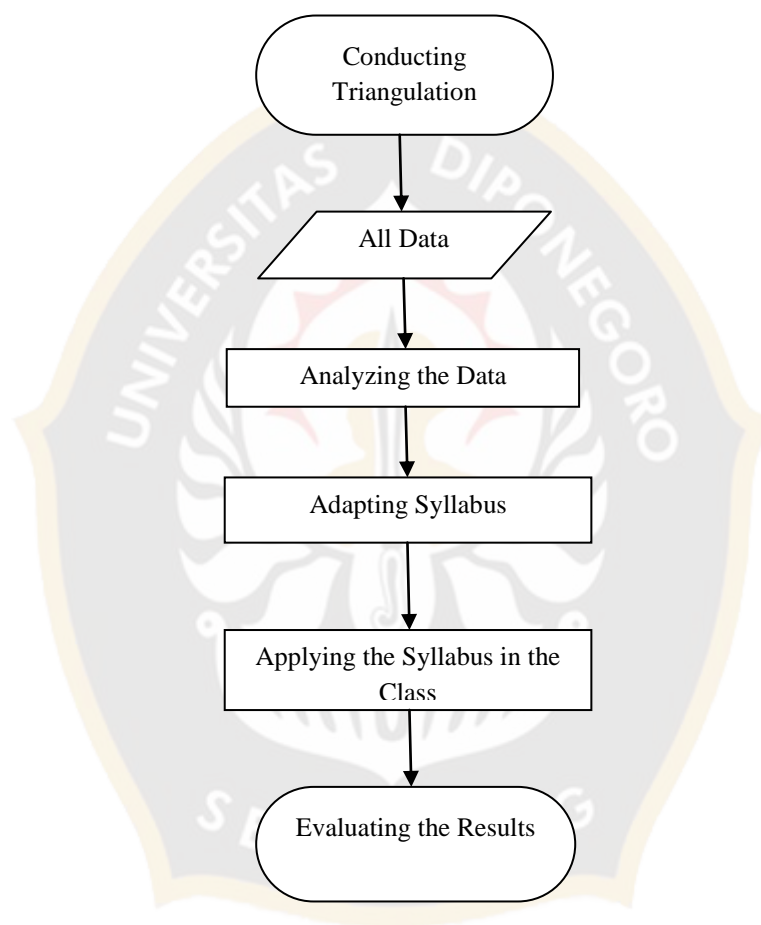 Conducting
Triangulation
UNIVERSITAS DIPONEGORO
All Data
Analyzing the Data
Adapting Syllabus
Applying the Syllabus in the
Class
Evaluating the Results